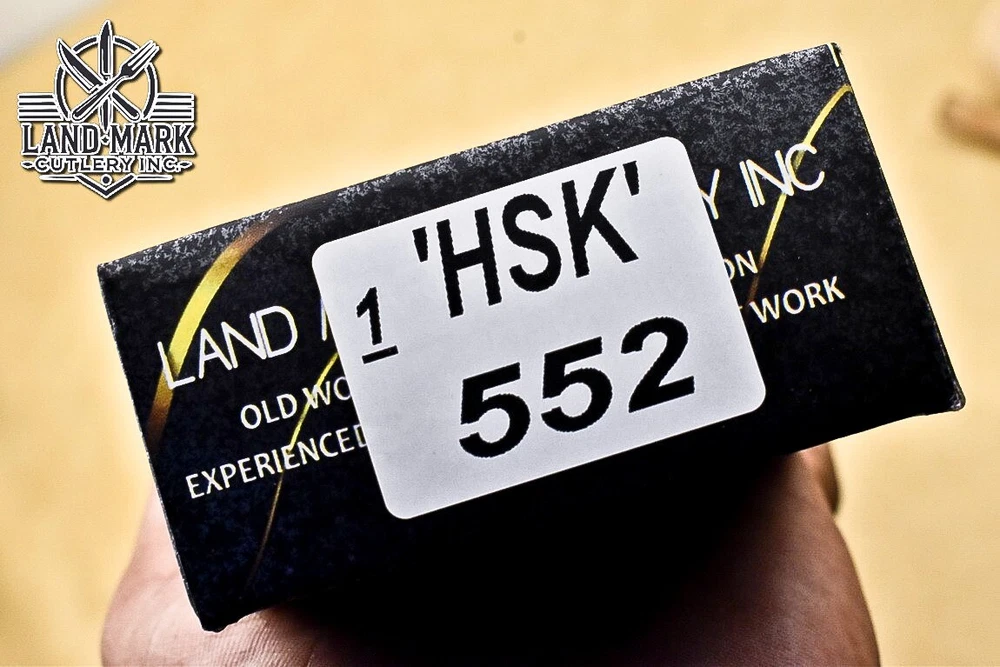 LAND MARK
CUTLERY INC.
'HSK'
1
552
LAND
Y INC
OLD WO
ON
EXPERIENCED
WORK